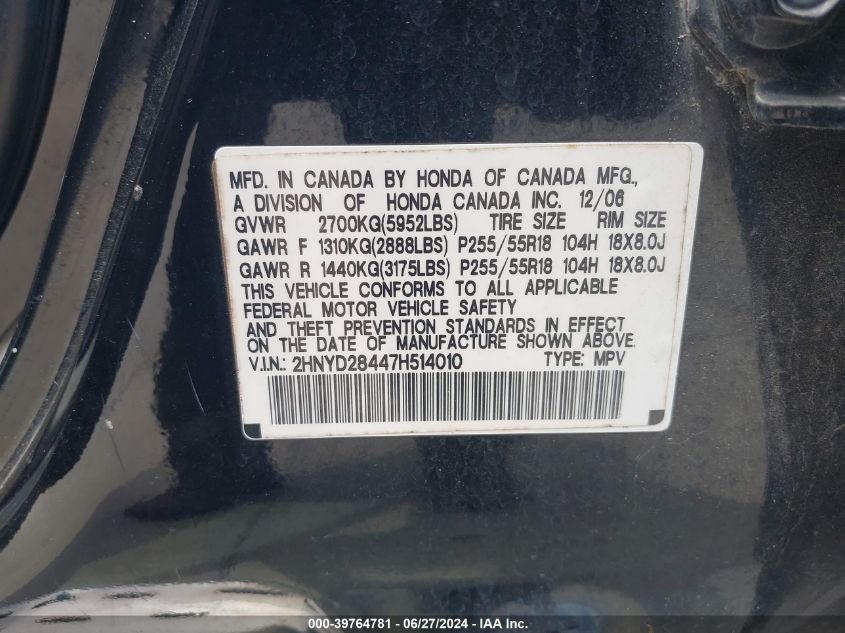 MFD. IN CANADA BY HONDA OF CANADA MFG.,
A DIVISION OF HONDA CANADA INC. 12/06
GVWR 2700KG(5952LBS) TIRE SIZE RIM SIZE
GAWR F 1310KG(2888LBS) P255/55R18 104H 18X8.0J
GAWR R 1440KG(3175LBS) P255/55R18 104H 18X8.0J
THIS VEHICLE CONFORMS TO ALL APPLICABLE
FEDERAL MOTOR VEHICLE SAFETY
AND THEFT PREVENTION STANDARDS IN EFFECT
ON THE DATE OF MANUFACTURE SHOWN ABOVE.
V.I.N.: 2HNYD28447H514010 TYPE: MPV
000-39764781 - 06/27/2024 - IAA Inc.